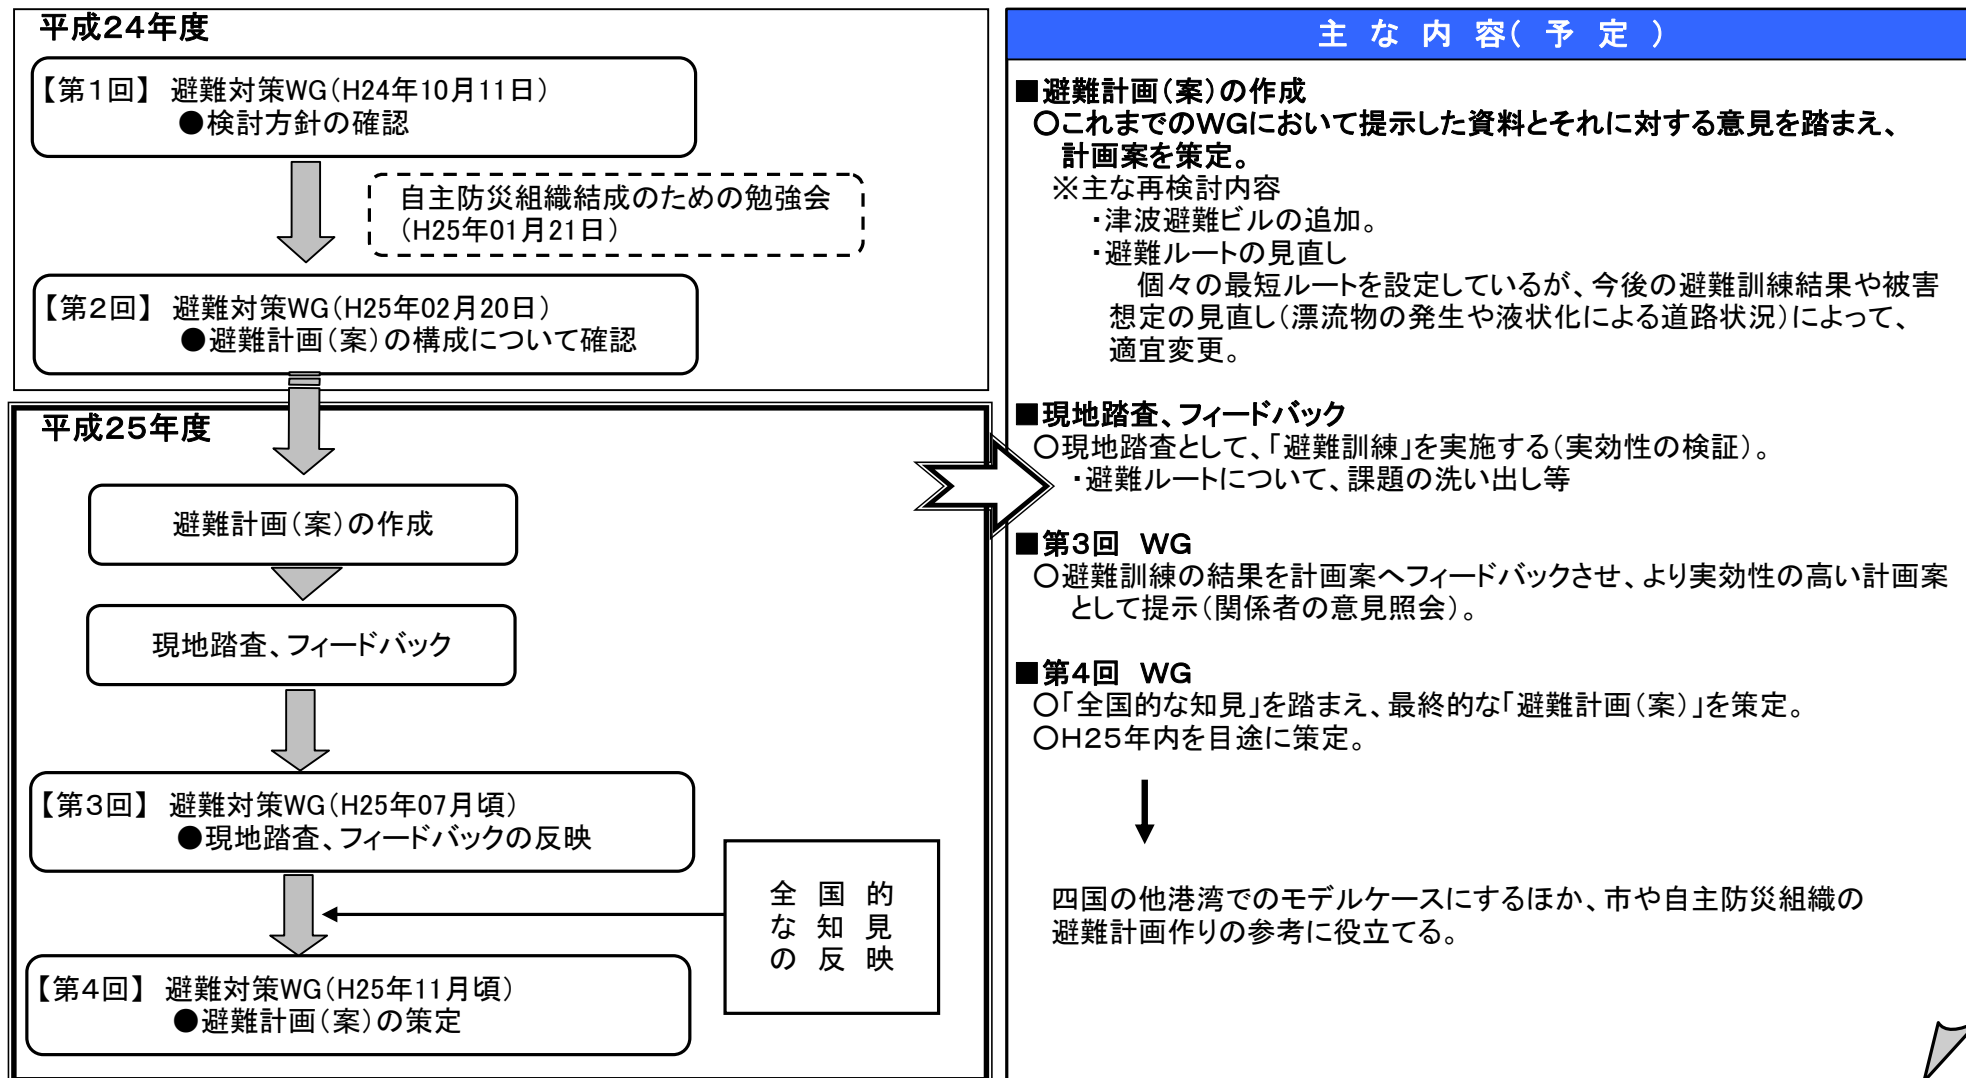 平成24年度
【第1回】 避難対策WG(H24年10月11日)
●検討方針の確認
自主防災組織結成のための勉強会
(H25年01月21日)
【第2回】 避難対策WG(H25年02月20日)
●避難計画(案)の構成について確認
平成25年度
避難計画(案)の作成
現地踏査、フィードバック
【第3回】 避難対策WG(H25年07月頃)
●現地踏査、フィードバックの反映
全国的
な知見
の反映
【第4回】 避難対策WG(H25年11月頃)
●避難計画(案)の策定
主な内容(予定)
■避難計画(案)の作成
○これまでのWGにおいて提示した資料とそれに対する意見を踏まえ、
計画案を策定。
※主な再検討内容
・津波避難ビルの追加。
・避難ルートの見直し
個々の最短ルートを設定しているが、今後の避難訓練結果や被害
想定の見直し(漂流物の発生や液状化による道路状況)によって、
適宜変更。
■現地踏査、フィードバック
○現地踏査として、「避難訓練」を実施する(実効性の検証)。
・避難ルートについて、課題の洗い出し等
■第3回 WG
○避難訓練の結果を計画案へフィードバックさせ、より実効性の高い計画案
として提示(関係者の意見照会)。
■第4回 WG
○「全国的な知見」を踏まえ、最終的な「避難計画(案)」を策定。
○H25年内を目途に策定。
四国の他港湾でのモデルケースにするほか、市や自主防災組織の
避難計画作りの参考に役立てる。